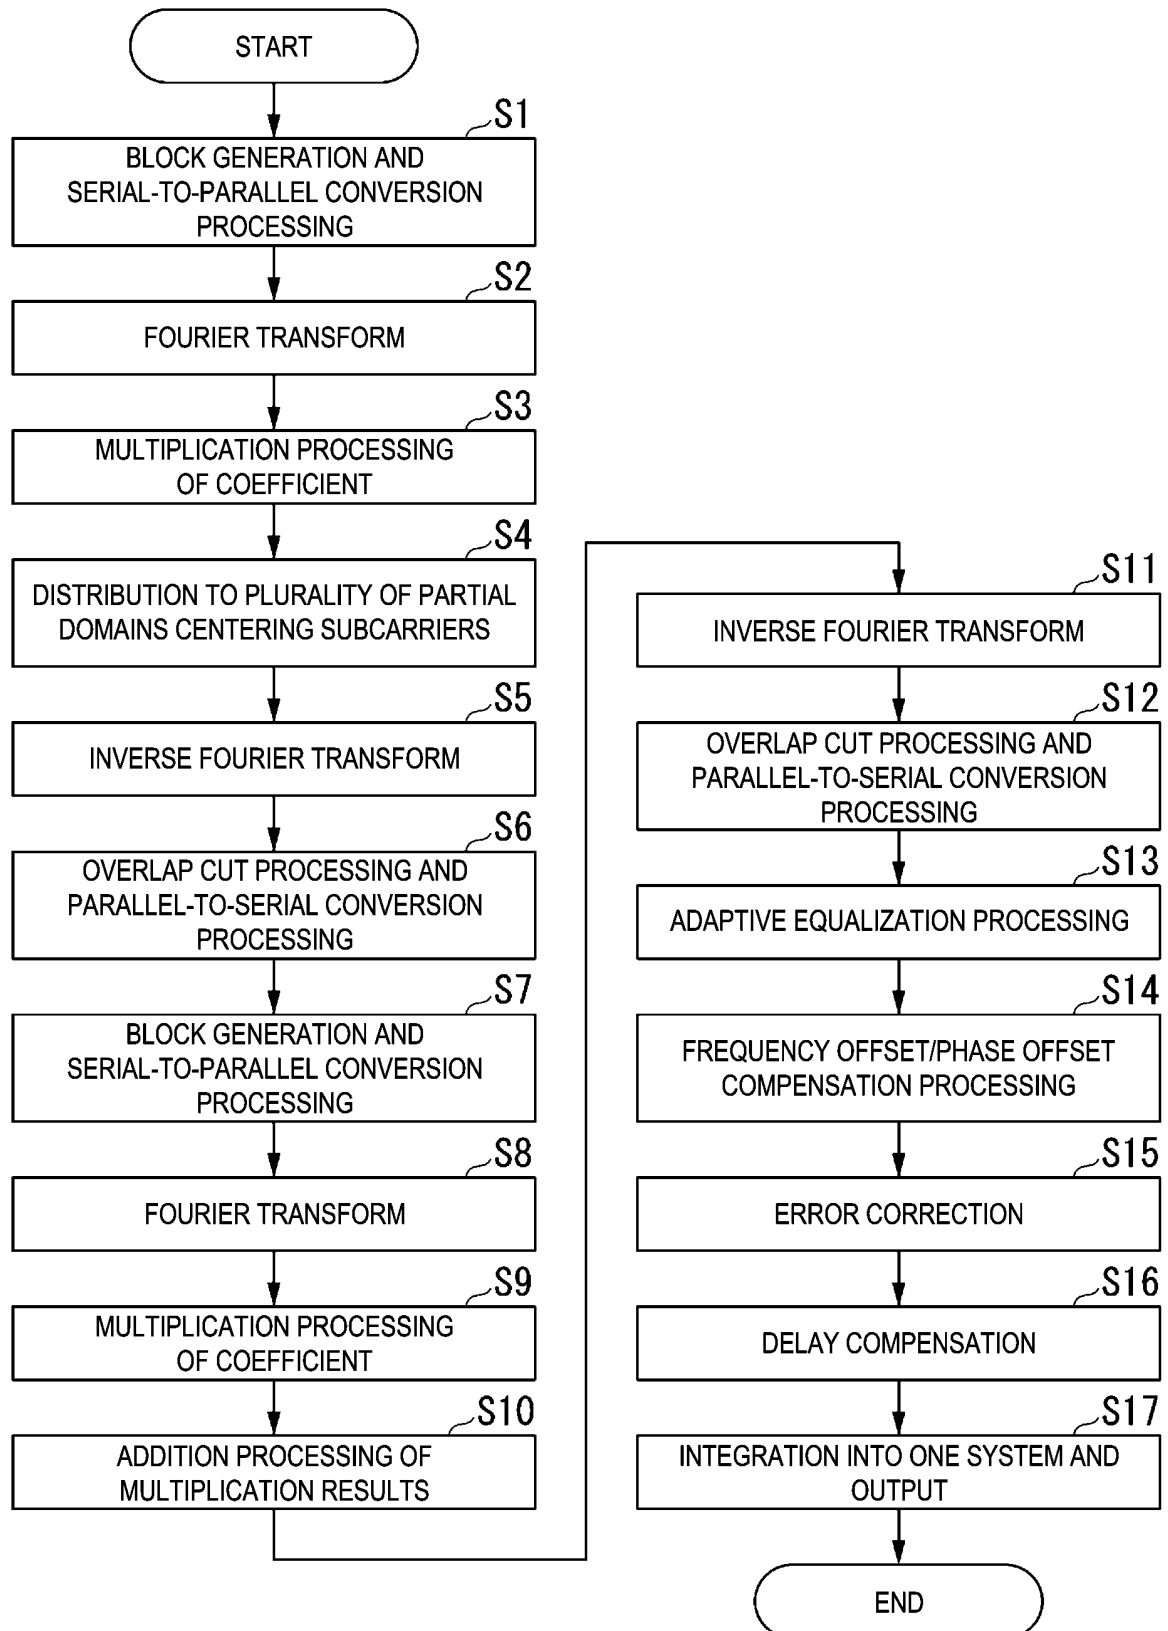 START
S1
BLOCK GENERATION AND
SERIAL-TO-PARALLEL CONVERSION
PROCESSING
S2
FOURIER TRANSFORM
S3
MULTIPLICATION PROCESSING
OF COEFFICIENT
S4
DISTRIBUTION TO PLURALITY OF PARTIAL
DOMAINS CENTERING SUBCARRIERS
S5
INVERSE FOURIER TRANSFORM
S6
OVERLAP CUT PROCESSING AND
PARALLEL-TO-SERIAL CONVERSION
PROCESSING
S7
BLOCK GENERATION AND
SERIAL-TO-PARALLEL CONVERSION
PROCESSING
S8
FOURIER TRANSFORM
S9
MULTIPLICATION PROCESSING
OF COEFFICIENT
S10
ADDITION PROCESSING OF
MULTIPLICATION RESULTS
S11
INVERSE FOURIER TRANSFORM
S12
OVERLAP CUT PROCESSING AND
PARALLEL-TO-SERIAL CONVERSION
PROCESSING
S13
ADAPTIVE EQUALIZATION PROCESSING
S14
FREQUENCY OFFSET/PHASE OFFSET
COMPENSATION PROCESSING
S15
ERROR CORRECTION
S16
DELAY COMPENSATION
S17
INTEGRATION INTO ONE SYSTEM AND
OUTPUT
END